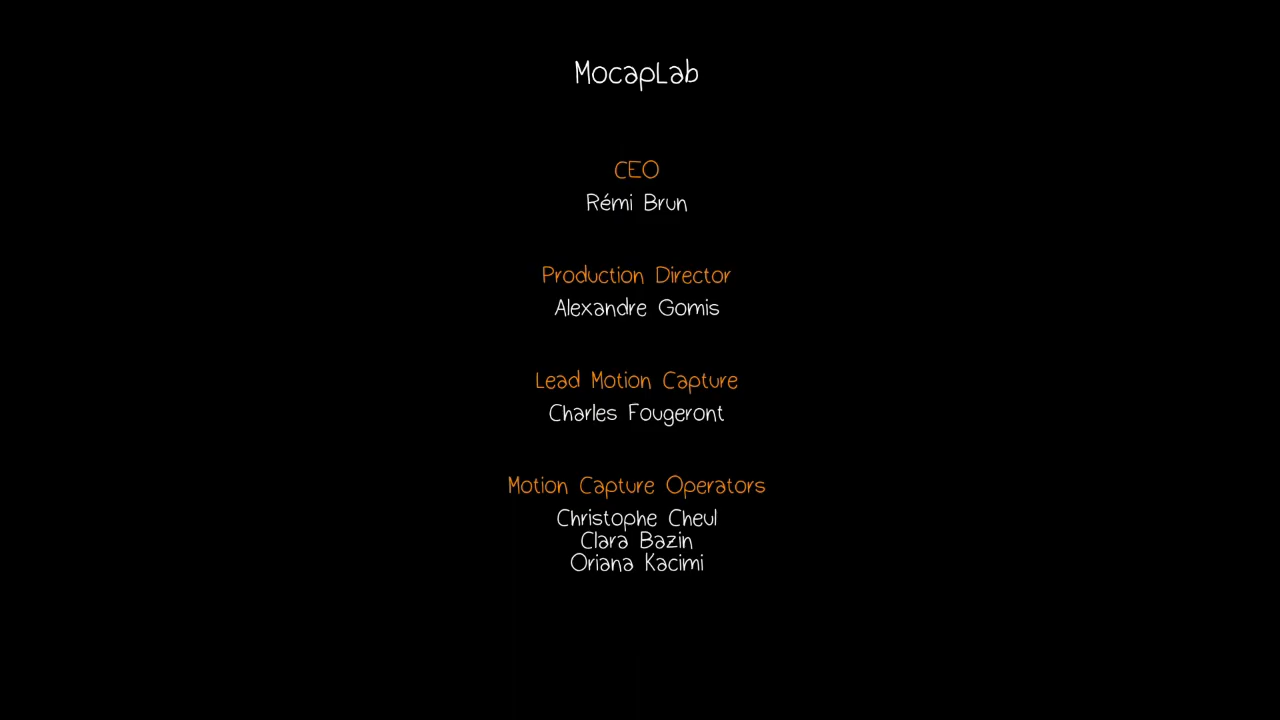 MocapLab
CEO
Rémi Brun
Production Director
Alexandre Gomis
Lead Motion Capture
Charles Fougeront
Motion Capture Operators
Christophe Cheul
Clara Bazin
Oriana Kacimi